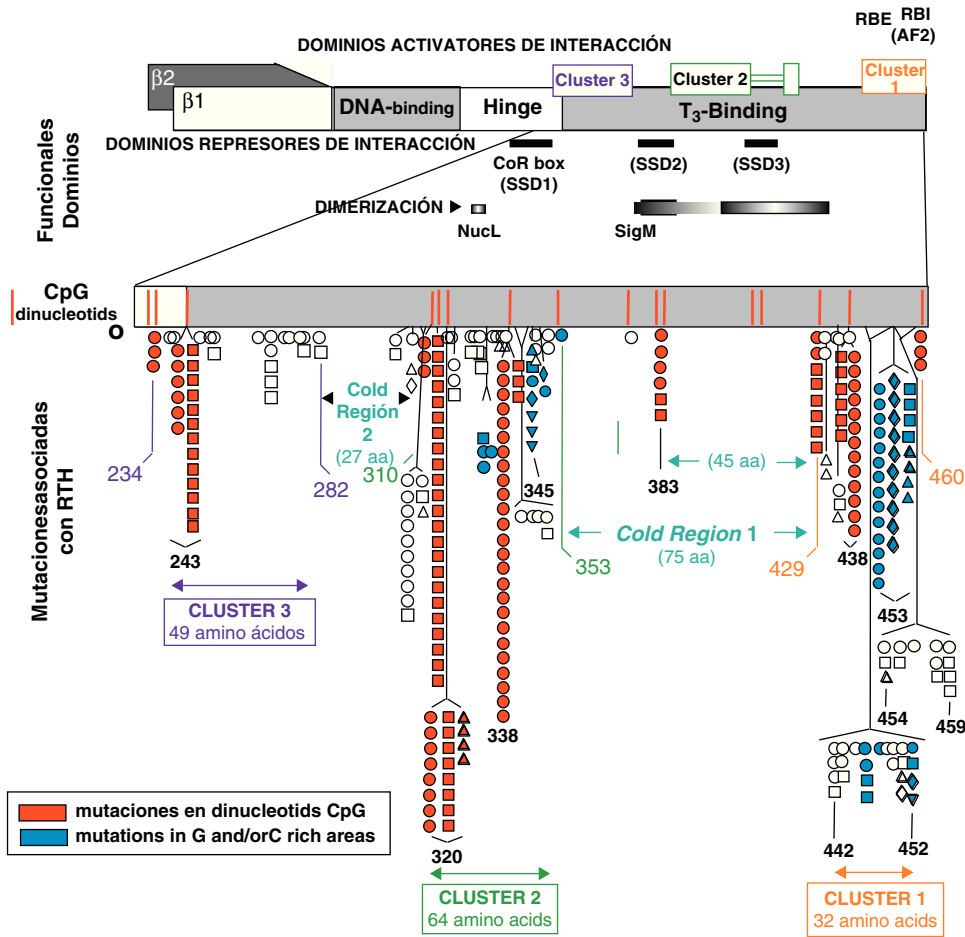 RBE RBI
(AF2)
DOMINIOS ACTIVATORES DE INTERACCIÓN
β2
Cluster 3
Cluster 2
Cluster
1
β1
DNA-binding
Hinge
T3-Binding
DOMINIOS REPRESORES DE INTERACCIÓN
CoR box
(SSD1)
(SSD2)
(SSD3)
Funcionales
Dominios
DIMERIZACIÓN
NucL
SigM
CpG
dinucleotids
o
Mutacionesasociadas
con RTH
Cold
Región
2
(27 aa)
234
282
310
243
345
383
(45 aa)
460
Cold Region 1
(75 aa)
353
429
438
453
CLUSTER 3
49 amino ácidos
454
459
338
442
452
320
mutaciones en dinucleotids CpG
mutations in G and/orC rich areas
CLUSTER 2
64 amino acids
CLUSTER 1
32 amino acids